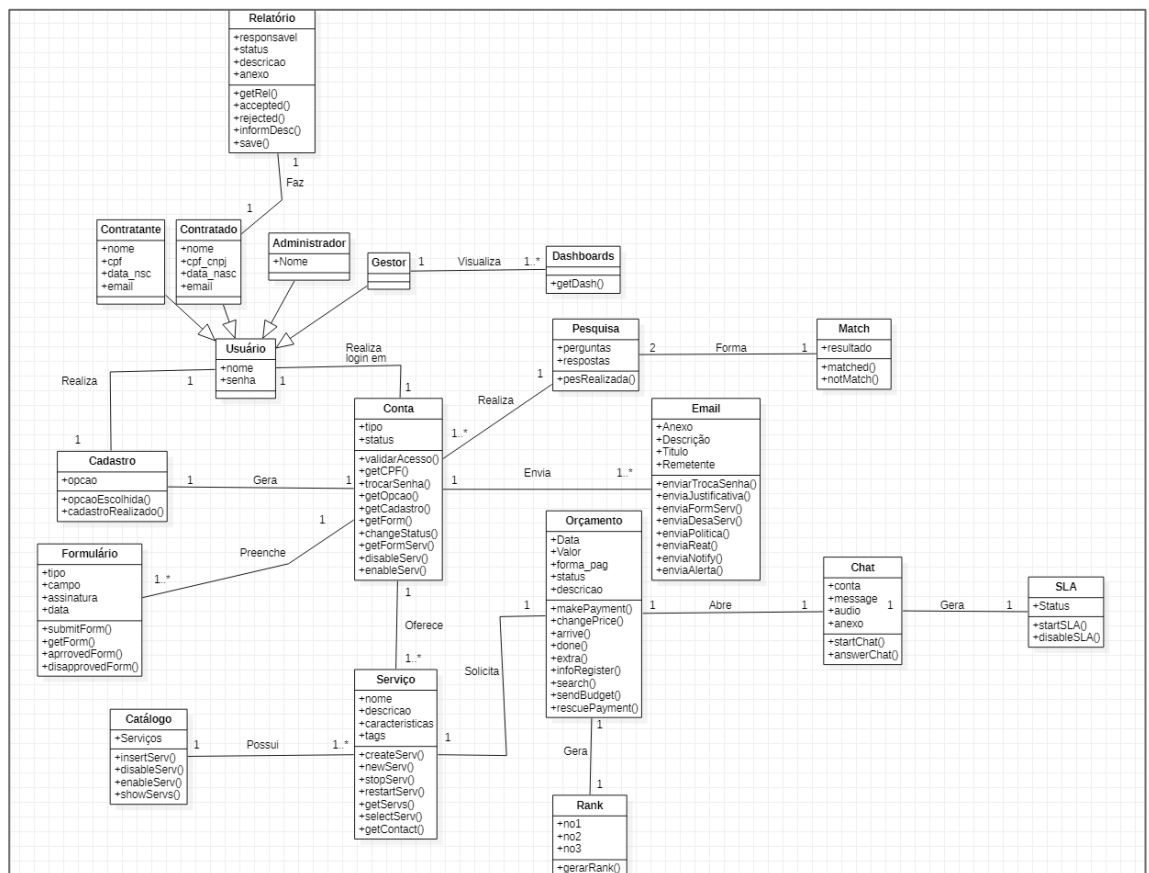 Relatório
+responsavel
+status
+descricao
+anexo
+getRel()
+accepted()
+rejected()
+informDesc()
+save()
1
Faz
1
Contratante
+nome
+cpf
+data_nsc
+email
Contratado
+nome
+cpf_cnpj
+data_nasc
+email
Administrador
+Nome
Gestor
1
Visualiza
1..*
Dashboards
+getDash()
Usuário
+nome
+senha
Realiza
1
1
1
Realiza
login em
1
Pesquisa
+perguntas
+respostas
+pesRealizada()
2
Forma
1
Match
+resultado
+matched()
+notMatch()
1
Realiza
1..*
Conta
+tipo
+status
+validarAcesso()
+getCPF()
+trocarSenha()
+getOpcao()
+getCadastro()
+getForm()
+changeStatus()
+getFormServ()
+disableServ()
+enableServ()
Cadastro
+opcao
+opcaoEscolhida()
+cadastroRealizado()
1
Gera
1
1
Envia
1..*
Email
+Anexo
+Descrição
+Titulo
+Remetente
+enviarTrocaSenha()
+enviaJustificativa()
+enviaFormServ()
+enviaDesaServ()
+enviaPolitica()
+enviaReat()
+enviaNotify()
+enviaAlerta()
1
Preenche
1..*
Formulário
+tipo
+campo
+assinatura
+data
+submitForm()
+getForm()
+aprrovedForm()
+disapprovedForm()
1
Oferece
1..*
Orçamento
+Data
+Valor
+forma_pag
+status
+descricao
+makePayment()
+changePrice()
+arrive()
+done()
+extra()
+infoRegister()
+search()
+sendBudget()
+rescuePayment()
1
Abre
1
Chat
+conta
+message
+audio
+anexo
+startChat()
+answerChat()
1
Gera
1
SLA
+Status
+startSLA()
+disableSLA()
1
Solicita
1
Serviço
+nome
+descricao
+caracteristicas
+tags
+createServ()
+newServ()
+stopServ()
+restartServ()
+getServs()
+selectServ()
+getContact()
Catálogo
+Serviços
+insertServ()
+disableServ()
+enableServ()
+showServs()
1
Possui
1..*
1
Gera
1
Rank
+no1
+no2
+no3
+gerarRank()